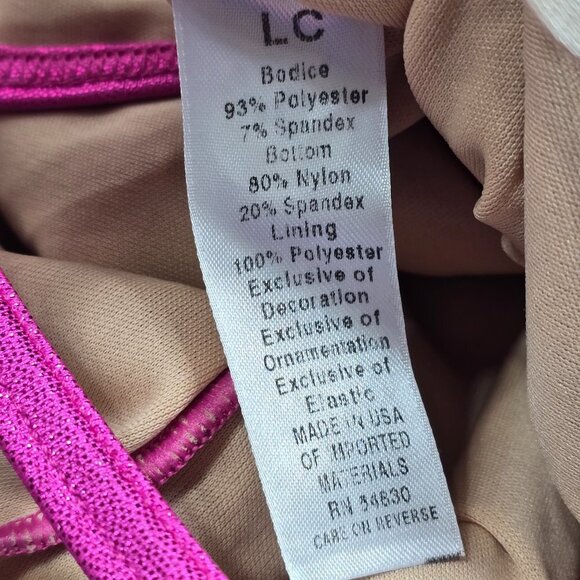 LC
Bodice
93% Polyester
7% Spandex
Bottom
80% Nylon
20% Spandex
Lining
100% Polyester
Exclusive of
Decoration
Exclusive of
Ornamentation
Exclusive of
Elastic
MADE IN USA
OF IMPORTED
MATERIALS
RN 54830
CARE ON REVERSE